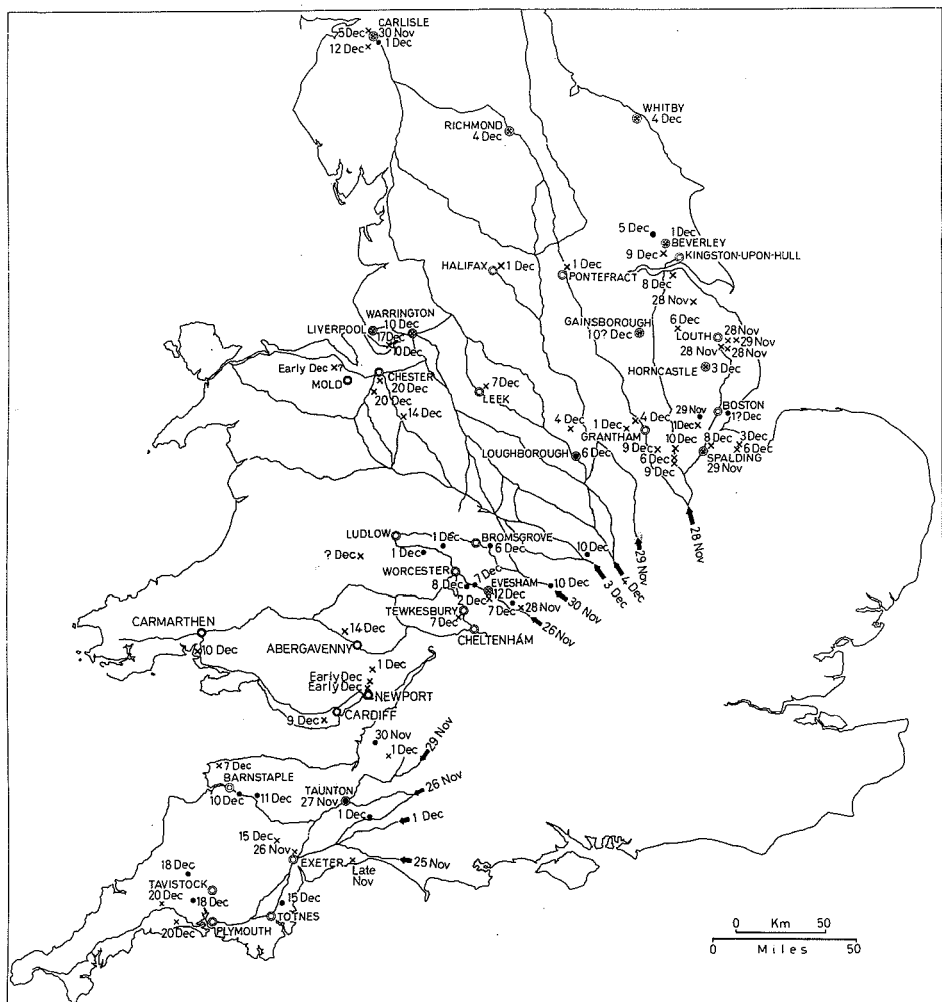 5 Dec
CARLISLE
30 Nov
1 Dec
12 Dec
WHITBY
4 Dec
RICHMOND
4 Dec
5 Dec
1 Dec
BEVERLEY
9 Dec
KINGSTON-UPON-HULL
HALIFAX
1 Dec
1 Dec
PONTEFRACT
8 Dec
28 Nov
WARRINGTON
10 Dec
LIVERPOOL
17 Dec
10 Dec
GAINSBOROUGH
10? Dec
6 Dec
LOUTH
28 Nov
29 Nov
28 Nov
28 Nov
Early Dec
?
MOLD
CHESTER
20 Dec
20 Dec
HORNCASTLE
3 Dec
7 Dec
LEEK
14 Dec
BOSTON
29 Nov
1? Dec
11 Dec
4 Dec
1 Dec
4 Dec
GRANTHAM
10 Dec
8 Dec
3 Dec
6 Dec
9 Dec
6 Dec
9 Dec
SPALDING
29 Nov
LOUGHBOROUGH
6 Dec
28 Nov
29 Nov
4 Dec
3 Dec
LUDLOW
1 Dec
BROMSGROVE
6 Dec
10 Dec
? Dec
1 Dec
WORCESTER
7 Dec
8 Dec
EVESHAM
12 Dec
10 Dec
30 Nov
2 Dec
TEWKESBURY
7 Dec
7 Dec
28 Nov
26 Nov
CHELTENHAM
CARMARTHEN
14 Dec
ABERGAVENNY
10 Dec
1 Dec
Early Dec
Early Dec
NEWPORT
9 Dec
CARDIFF
30 Nov
1 Dec
29 Nov
7 Dec
BARNSTAPLE
TAUNTON
27 Nov
26 Nov
10 Dec
11 Dec
1 Dec
1 Dec
15 Dec
26 Nov
EXETER
Late
Nov
25 Nov
18 Dec
TAVISTOCK
20 Dec
18 Dec
15 Dec
TOTNES
20 Dec
PLYMOUTH
?
0 Km 50
0 50
Miles